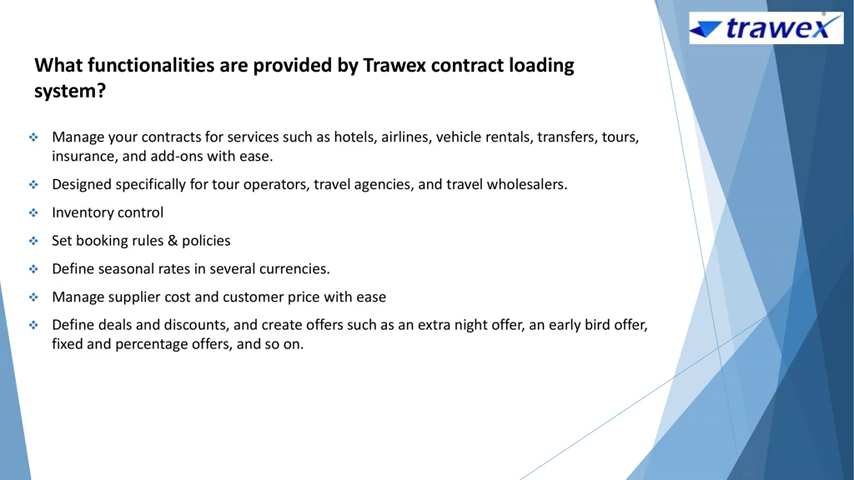 trawex
What functionalities are provided by Trawex contract loading
system?
Manage your contracts for services such as hotels, airlines, vehicle rentals, transfers, tours,
insurance, and add-ons with ease.
Designed specifically for tour operators, travel agencies, and travel wholesalers.
Inventory control
Set booking rules & policies
Define seasonal rates in several currencies.
Manage supplier cost and customer price with ease
Define deals and discounts, and create offers such as an extra night offer, an early bird offer,
fixed and percentage offers, and so on.